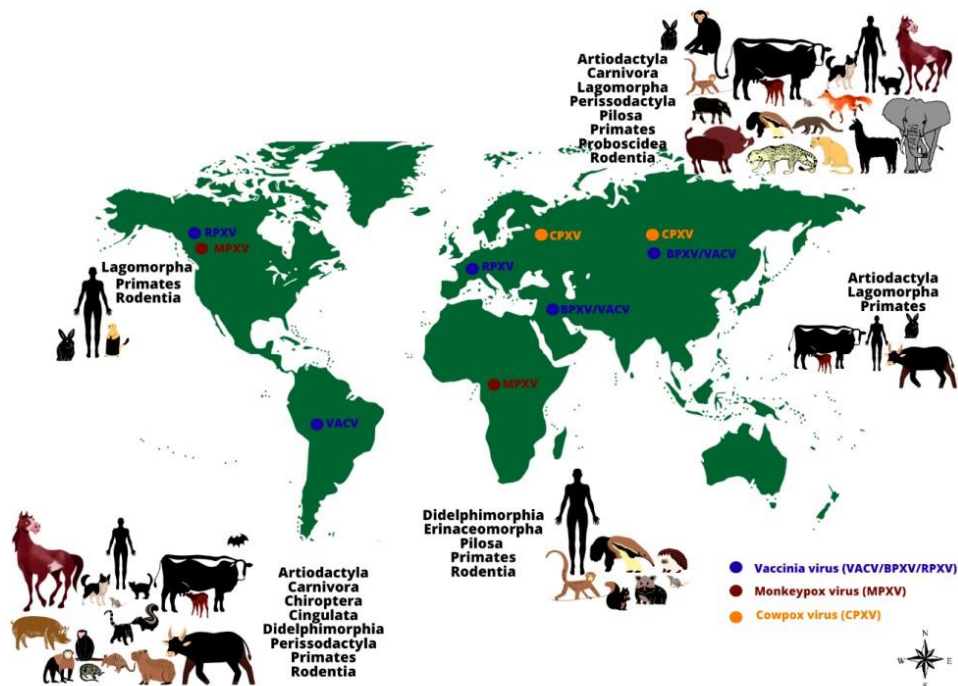 Artiodactyla
Carnivora
Lagomorpha
Perissodactyla
Pilosa
Primates
Proboscidea
Rodentia
RPXV
MPXV
CPXV
CPXV
BPXV/VACV
RPXV
BPXV/VACV
Lagomorpha
Primates
Rodentia
Artiodactyla
Lagomorpha
Primates
MPXV
VACV
Didelphimorphia
Erinaceomorpha
Pilosa
Primates
Rodentia
Artiodactyla
Carnivora
Chiroptera
Cingulata
Didelphimorphia
Perissodactyla
Primates
Rodentia
Vaccinia virus (VACV/BPXV/RPXV)
Monkeypox virus (MPXV)
Cowpox virus (CPXV)
N
W E
S